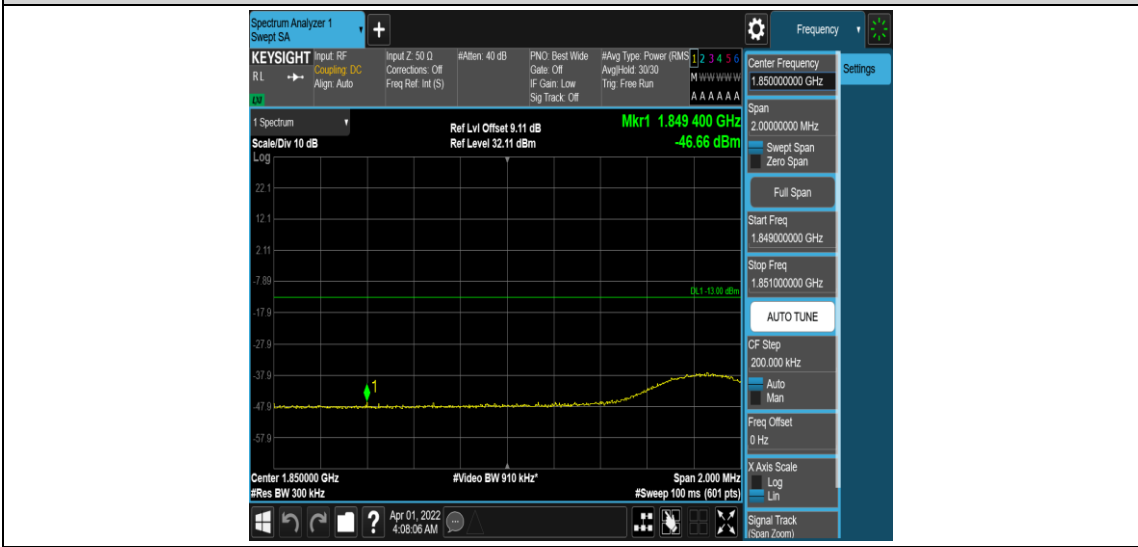 Spectrum Analyzer 1
Swept SA
+
Frequency
KEYSIGHT
R L
LXI
Input: RF
Coupling: DC
Align: Auto
Input Z: 50 Ω
Corrections: Off
Freq Ref: Int (S)
#Atten: 40 dB
PNO: Best Wide
Gate: Off
IF Gain: Low
Sig Track: Off
#Avg Type: Power (RMS
Avg|Hold: 30/30
Trig: Free Run
1 2 3 4 5 6
M W W W W W
A A A A A A
Center Frequency
1.850000000 GHz
Settings
Span
2.00000000 MHz
Swept Span
Zero Span
Full Span
Start Freq
1.849000000 GHz
Stop Freq
1.851000000 GHz
AUTO TUNE
CF Step
200.000 kHz
Auto
Man
Freq Offset
0 Hz
X Axis Scale
Log
Lin
Signal Track
(Span Zoom)
1 Spectrum
Scale/Div 10 dB
Ref Lvl Offset 9.11 dB
Ref Level 32.11 dBm
Mkr1 1.849 400 GHz
-46.66 dBm
Log
22.1
12.1
2.11
-7.89
DL1 -13.00 dBm
-17.9
-27.9
-37.9
1
-47.9
-57.9
Center 1.850000 GHz
#Video BW 910 kHz*
Span 2.000 MHz
#Res BW 300 kHz
#Sweep 100 ms (601 pts)
?
Apr 01, 2022
4:08:06 AM